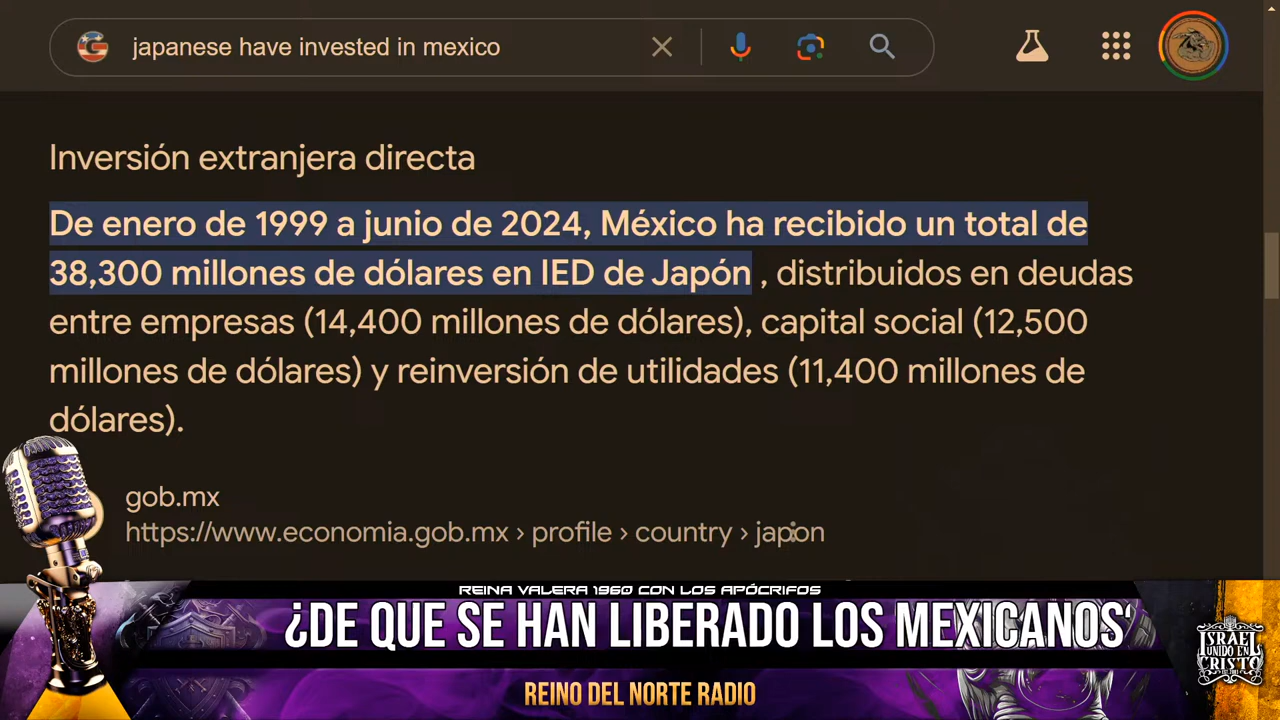 japanese have invested in mexico
Inversión extranjera directa
De enero de 1999 a junio de 2024, México ha recibido un total de
38,300 millones de dólares en IED de Japón , distribuidos en deudas
entre empresas (14,400 millones de dólares), capital social (12,500
millones de dólares) y reinversión de utilidades (11,400 millones de
dólares).
gob.mx
https://www.economia.gob.mx › profile › country › japon
REINA VALERA 1960 CON LOS APÓCRIFOS
¿DE QUE SE HAN LIBERADO LOS MEXICANOS‘
REINO DEL NORTE RADIO
ISRAEL
UNIDO EN
CRISTO